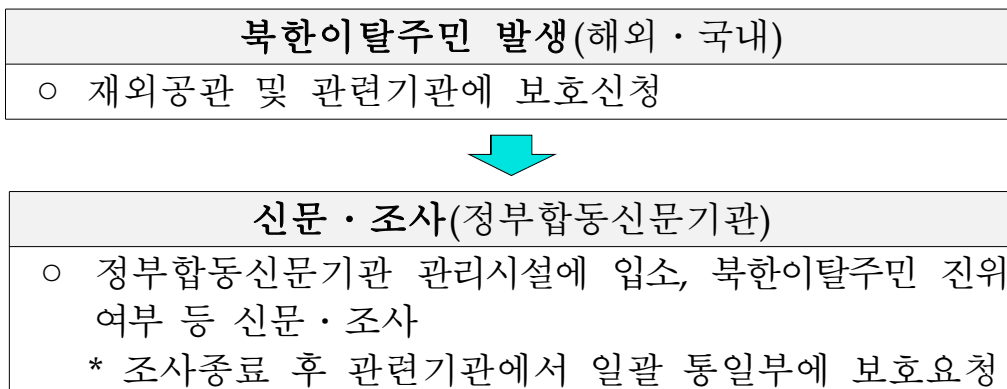 북한이탈주민 발생(해외・국내)
○ 재외공관 및 관련기관에 보호신청
신문・조사(정부합동신문기관)
○ 정부합동신문기관 관리시설에 입소, 북한이탈주민 진위
여부 등 신문・조사
* 조사종료 후 관련기관에서 일괄 통일부에 보호요청